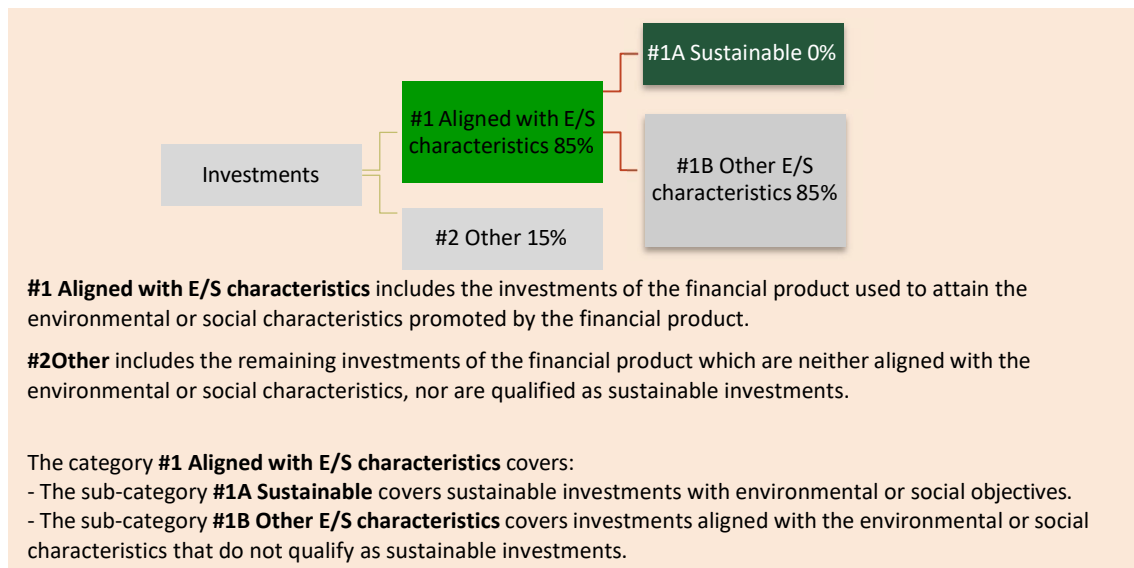 #1A Sustainable 0%
#1 Aligned with E/S
characteristics 85%
#1B Other E/S
characteristics 85%
Investments
#2 Other 15%
#1 Aligned with E/S characteristics includes the investments of the financial product used to attain the
environmental or social characteristics promoted by the financial product.
#2Other includes the remaining investments of the financial product which are neither aligned with the
environmental or social characteristics, nor are qualified as sustainable investments.
The category #1 Aligned with E/S characteristics covers:
- The sub-category #1A Sustainable covers sustainable investments with environmental or social objectives.
- The sub-category #1B Other E/S characteristics covers investments aligned with the environmental or social
characteristics that do not qualify as sustainable investments.